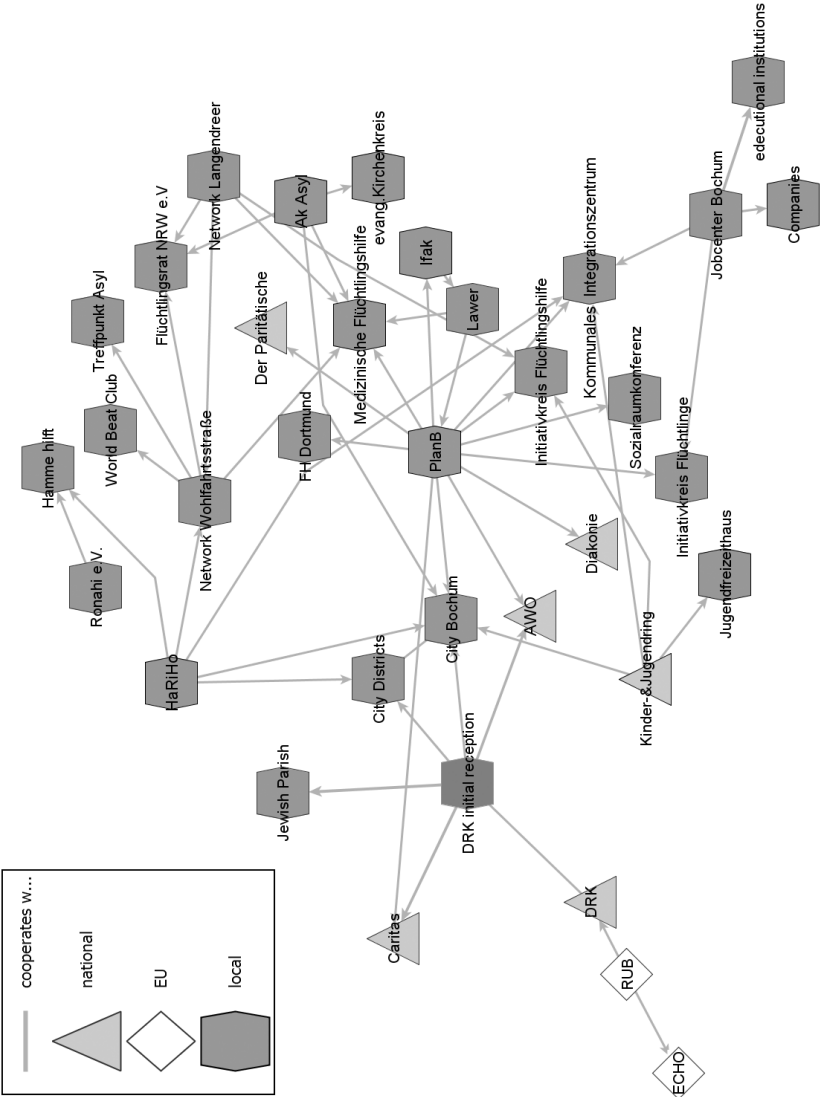 edecutional institutions
Network Langendreer
evang.Kirchenkreis
Ak Asyl
Flüchtlingsrat NRW e.V
Companies
Jobcenter Bochum
Ifak
Kommunales Integrationszentrum
Medizinische Flüchtlingshilfe
Treffpunkt Asyl
Der Paritätische
Lawer
Initiativkreis Flüchtlingshilfe
Sozialraumkonferenz
World Beat Club
FH Dortmund
PlanB
Hamme hilft
Network Wohlfahrtsstraße
Initiativkreis Flüchtlinge
Diakonie
Ronahi e.V.
Jugendfreizeithaus
City Bochum
AWO
HaRiHo
City Districts
Kinder-&Jugendring
DRK initial reception
Jewish Parish
DRK
Caritas
RUB
ECHO
cooperates w...
national
EU
local